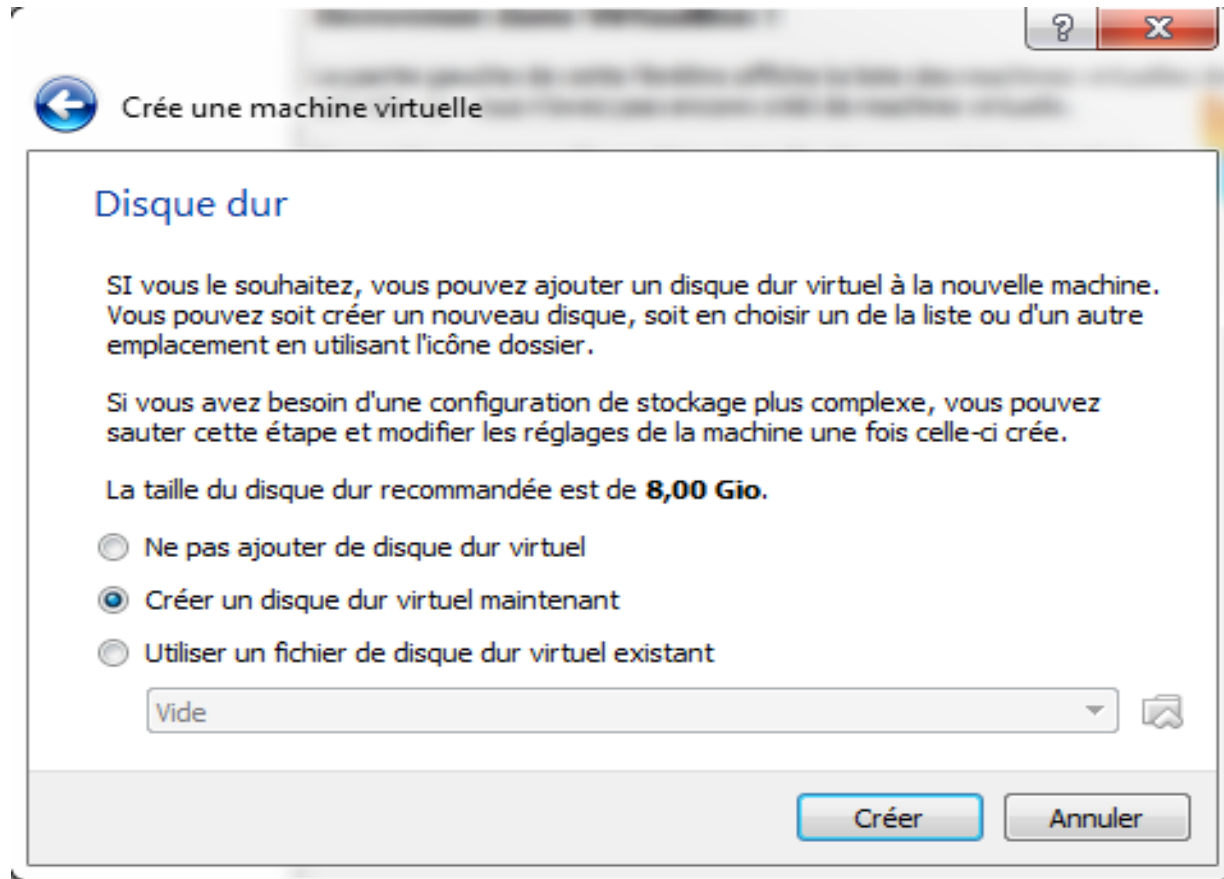 Bienvenue dans VirtualBox !
?
Crée une machine virtuelle
Disque dur
SI vous le souhaitez, vous pouvez ajouter un disque dur virtuel à la nouvelle machine.
Vous pouvez soit créer un nouveau disque, soit en choisir un de la liste ou d'un autre
emplacement en utilisant l'icône dossier.
Si vous avez besoin d'une configuration de stockage plus complexe, vous pouvez
sauter cette étape et modifier les réglages de la machine une fois celle-ci crée.
La taille du disque dur recommandée est de 8,00 Gio.
Ne pas ajouter de disque dur virtuel
Créer un disque dur virtuel maintenant
Utiliser un fichier de disque dur virtuel existant
Vide
Créer
Annuler